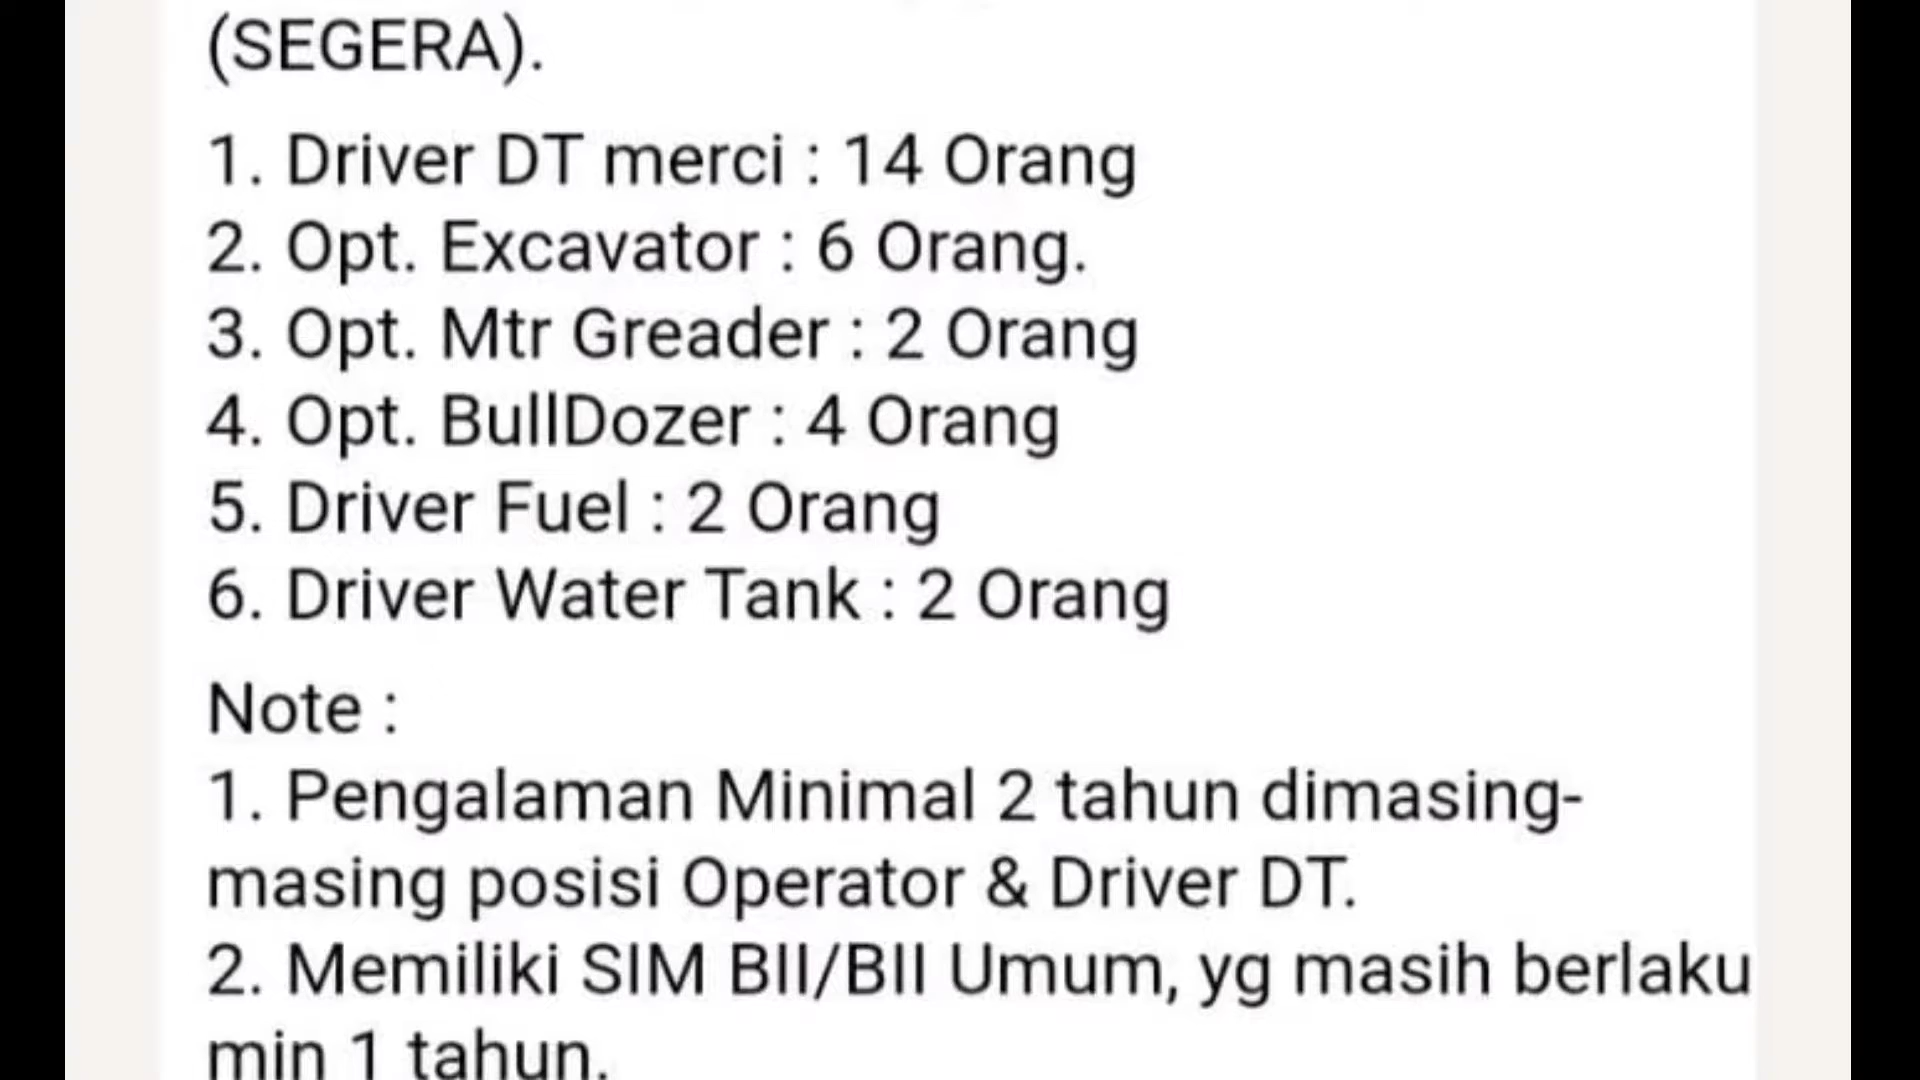 (SEGERA).
1. Driver DT merci : 14 Orang
2. Opt. Excavator : 6 Orang.
3. Opt. Mtr Greader : 2 Orang
4. Opt. BullDozer : 4 Orang
5. Driver Fuel : 2 Orang
6. Driver Water Tank : 2 Orang
Note :
1. Pengalaman Minimal 2 tahun dimasing-
masing posisi Operator & Driver DT.
2. Memiliki SIM BII/BII Umum, yg masih berlaku
min 1 tahun.